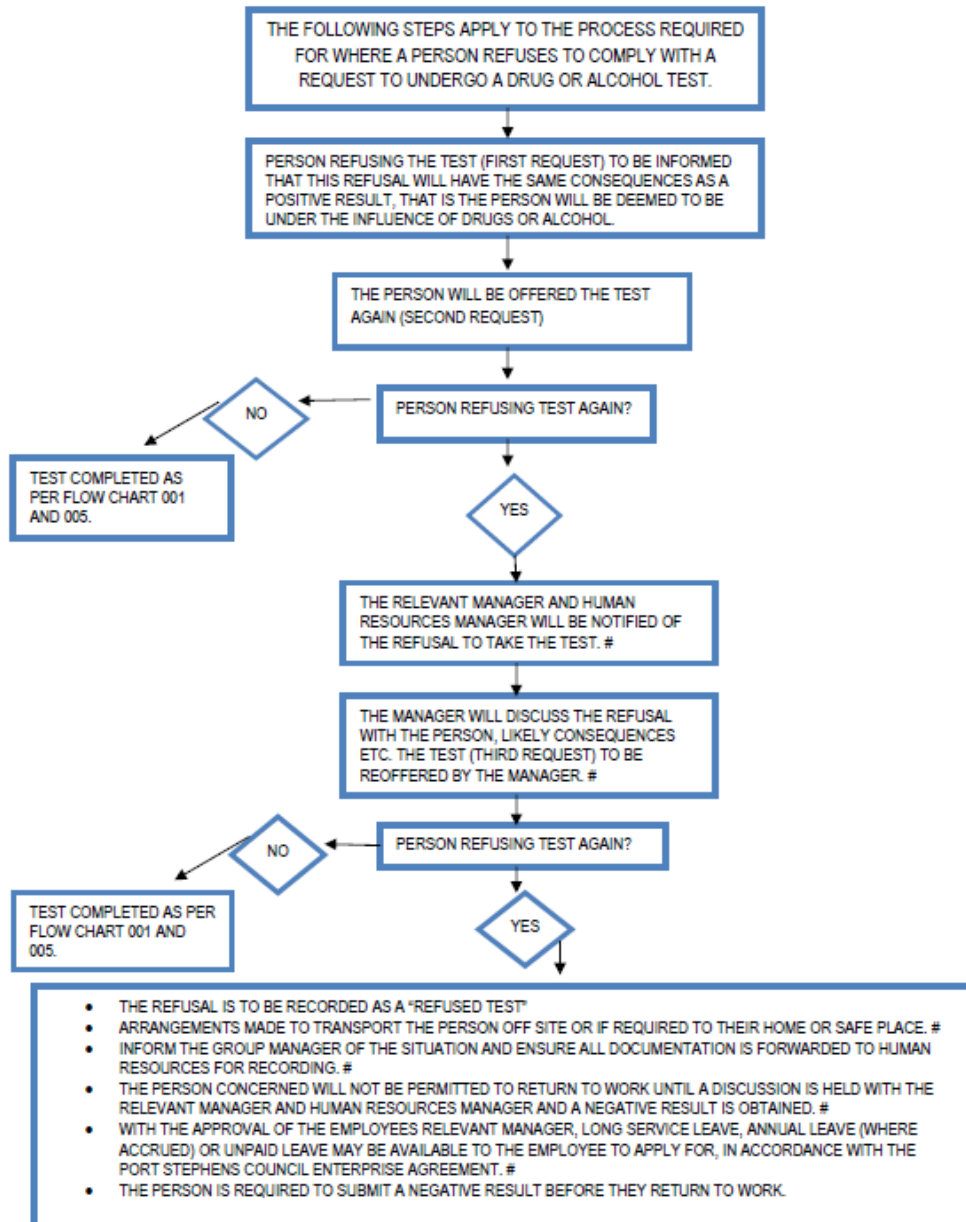 THE FOLLOWING STEPS APPLY TO THE PROCESS REQUIRED
FOR WHERE A PERSON REFUSES TO COMPLY WITH A
REQUEST TO UNDERGO A DRUG OR ALCOHOL TEST.
PERSON REFUSING THE TEST (FIRST REQUEST) TO BE INFORMED
THAT THIS REFUSAL WILL HAVE THE SAME CONSEQUENCES AS A
POSITIVE RESULT, THAT IS THE PERSON WILL BE DEEMED TO BE
UNDER THE INFLUENCE OF DRUGS OR ALCOHOL.
THE PERSON WILL BE OFFERED THE TEST
AGAIN (SECOND REQUEST)
PERSON REFUSING TEST AGAIN?
NO
TEST COMPLETED AS
PER FLOW CHART 001
AND 005.
YES
THE RELEVANT MANAGER AND HUMAN
RESOURCES MANAGER WILL BE NOTIFIED OF
THE REFUSAL TO TAKE THE TEST. #
THE MANAGER WILL DISCUSS THE REFUSAL
WITH THE PERSON, LIKELY CONSEQUENCES
ETC. THE TEST (THIRD REQUEST) TO BE
REOFFERED BY THE MANAGER. #
PERSON REFUSING TEST AGAIN?
NO
TEST COMPLETED AS PER
FLOW CHART 001 AND
005.
YES
• THE REFUSAL IS TO BE RECORDED AS A “REFUSED TEST”
• ARRANGEMENTS MADE TO TRANSPORT THE PERSON OFF SITE OR IF REQUIRED TO THEIR HOME OR SAFE PLACE. #
• INFORM THE GROUP MANAGER OF THE SITUATION AND ENSURE ALL DOCUMENTATION IS FORWARDED TO HUMAN
RESOURCES FOR RECORDING. #
• THE PERSON CONCERNED WILL NOT BE PERMITTED TO RETURN TO WORK UNTIL A DISCUSSION IS HELD WITH THE
RELEVANT MANAGER AND HUMAN RESOURCES MANAGER AND A NEGATIVE RESULT IS OBTAINED. #
• WITH THE APPROVAL OF THE EMPLOYEES RELEVANT MANAGER, LONG SERVICE LEAVE, ANNUAL LEAVE (WHERE
ACCRUED) OR UNPAID LEAVE MAY BE AVAILABLE TO THE EMPLOYEE TO APPLY FOR, IN ACCORDANCE WITH THE
PORT STEPHENS COUNCIL ENTERPRISE AGREEMENT. #
• THE PERSON IS REQUIRED TO SUBMIT A NEGATIVE RESULT BEFORE THEY RETURN TO WORK.